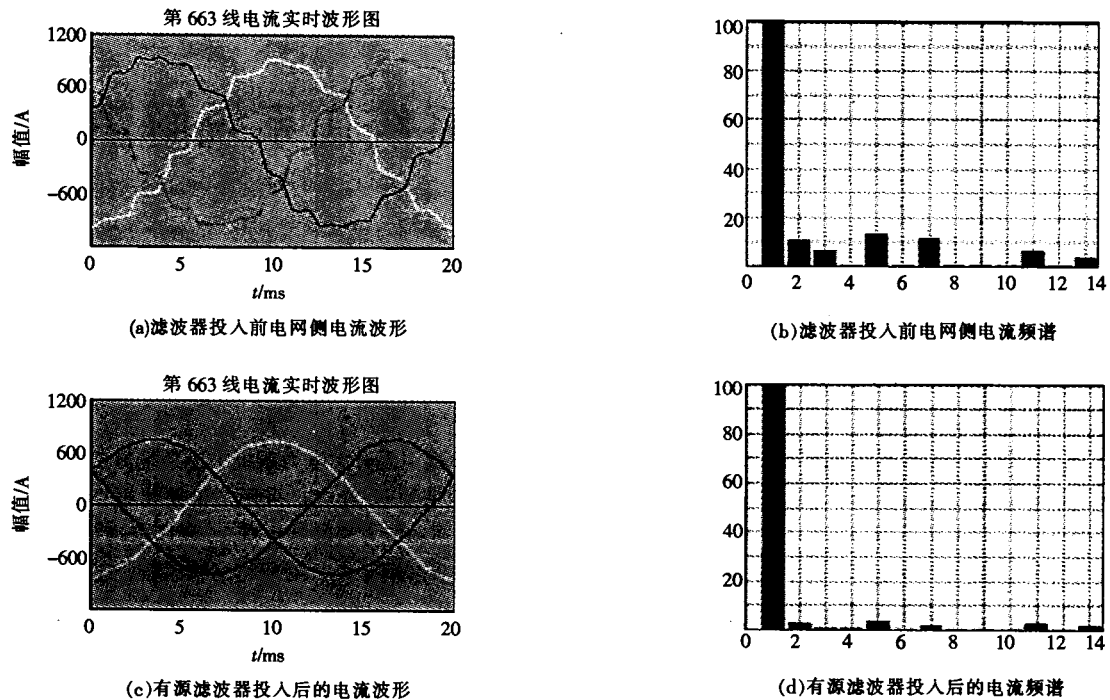 第 663 线电流实时波形图
1200
600
0
-600
幅值/A
0 5 10 15 20
t/ms
(a)滤波器投入前电网侧电流波形
100
80
60
40
20
0 2 4 6 8 10 12 14
(b)滤波器投入前电网侧电流频谱
第 663 线电流实时波形图
1200
600
0
-600
幅值/A
0 5 10 15 20
t/ms
(c)有源滤波器投入后的电流波形
100
80
60
40
20
0 2 4 6 8 10 12 14
(d)有源滤波器投入后的电流频谱